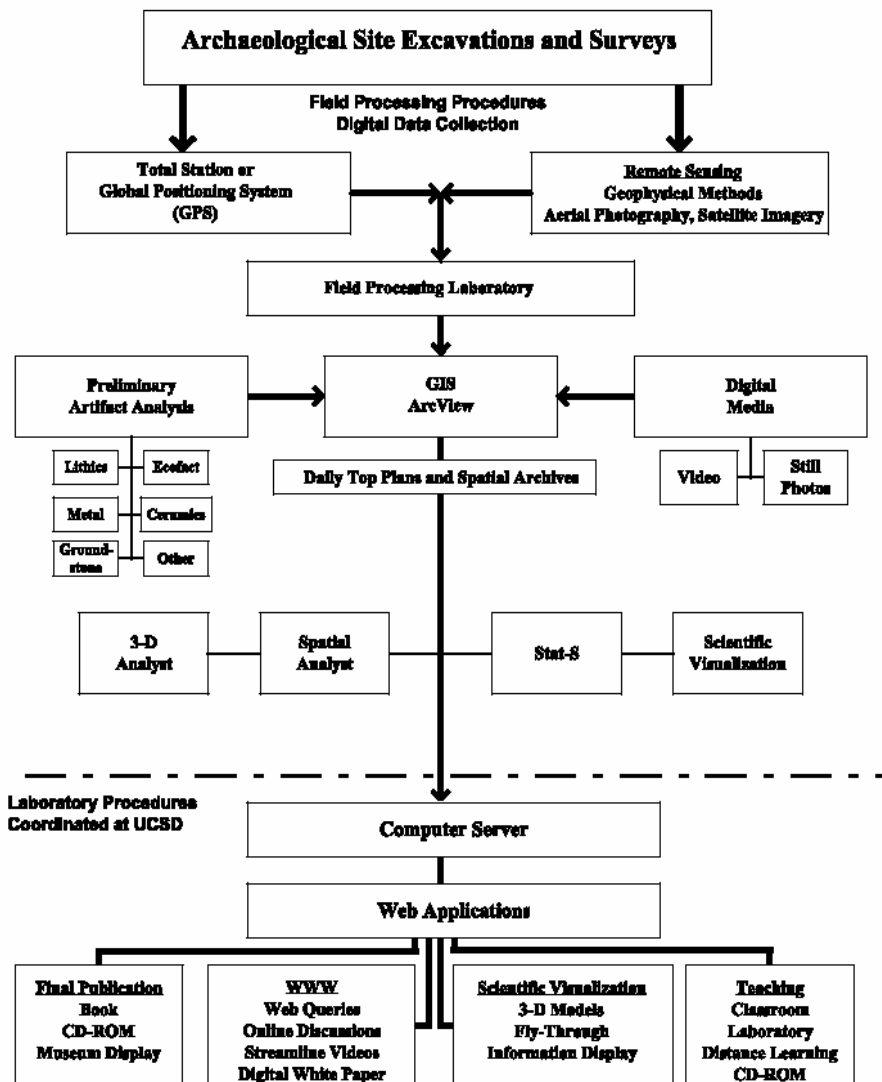 Archaeological Site Excavations and Surveys
Field Processing Procedures
Digital Data Collection
Total Station or
Global Positioning System
(GPS)
Remote Sensing
Geophysical Methods
Aerial Photography, Satellite Imagery
Field Processing Laboratory
Preliminary
Artifact Analysis
GIS
ArcView
Digital
Media
Lithics
Ecofact
Metal
Ceramics
Ground-
stone
Other
Daily Top Plans and Spatial Archives
Video
Still
Photos
3-D
Analyst
Spatial
Analyst
Stat-S
Scientific
Visualization
Laboratory Procedures
Coordinated at UCSD
Computer Server
Web Applications
Final Publication
Book
CD-ROM
Museum Display
WWW
Web Queries
Online Discussions
Streamline Videos
Digital White Paper
Scientific Visualization
3-D Models
Fly-Through
Information Display
Teaching
Classroom
Laboratory
Distance Learning
CD-ROM